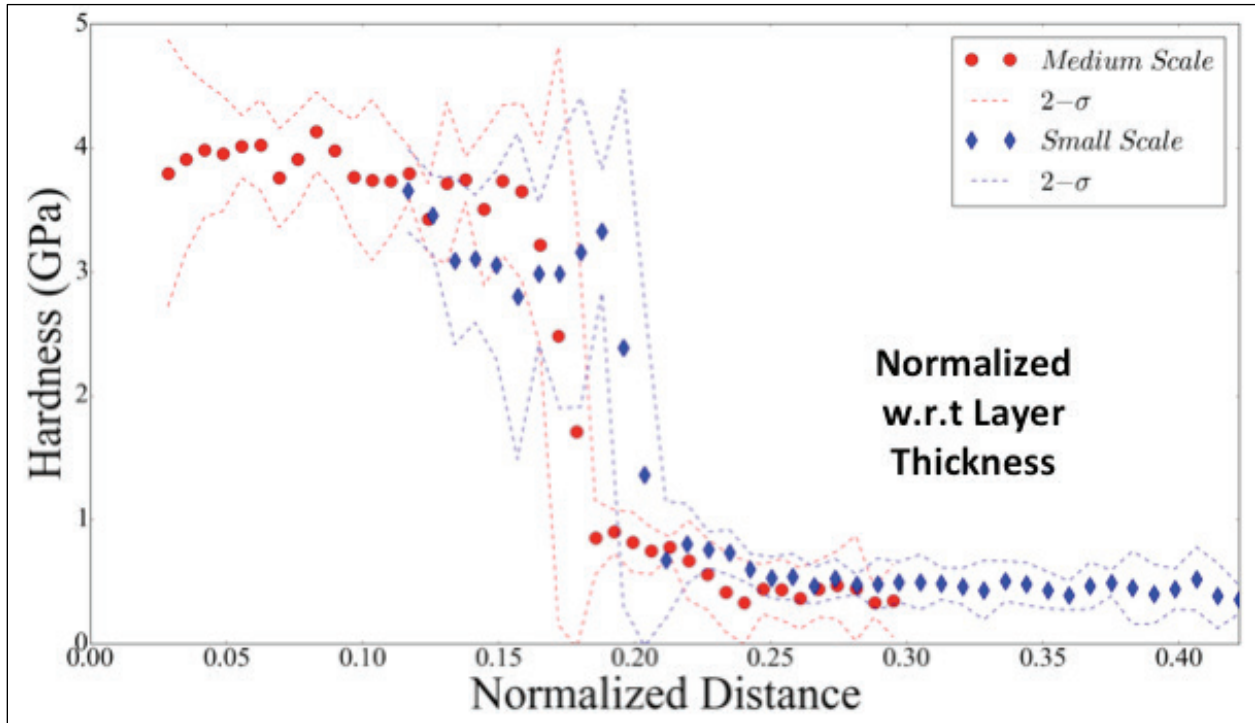 5
4
3
2
1
0
Hardness (GPa)
Medium Scale
2−σ
Small Scale
2−σ
Normalized
w.r.t Layer
Thickness
0.00 0.05 0.10 0.15 0.20 0.25 0.30 0.35 0.40
Normalized Distance